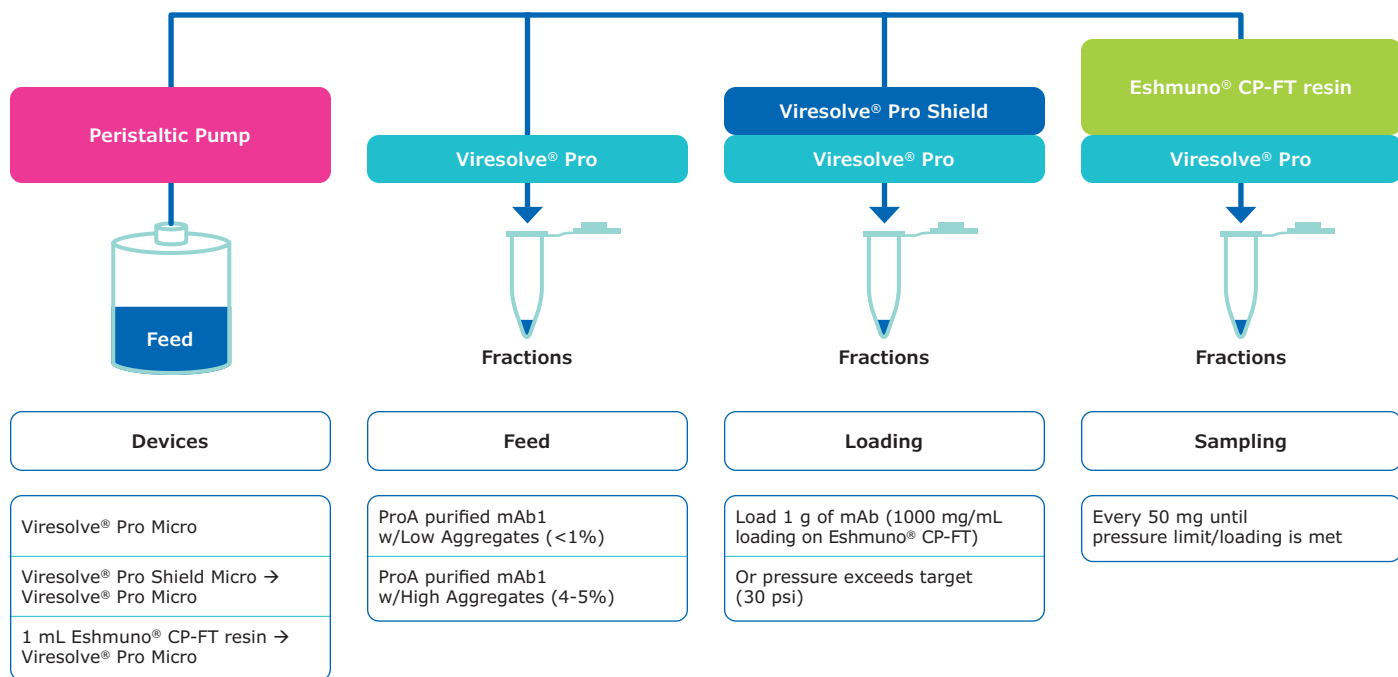 Peristaltic Pump
Feed
Viresolve® Pro
Fractions
Viresolve® Pro Shield
Viresolve® Pro
Fractions
Eshmuno® CP-FT resin
Viresolve® Pro
Fractions
Devices
Viresolve® Pro Micro
Viresolve® Pro Shield Micro →
Viresolve® Pro Micro
1 mL Eshmuno® CP-FT resin →
Viresolve® Pro Micro
Feed
ProA purified mAb1
w/Low Aggregates (<1%)
ProA purified mAb1
w/High Aggregates (4-5%)
Loading
Load 1 g of mAb (1000 mg/mL
loading on Eshmuno® CP-FT)
Or pressure exceeds target
(30 psi)
Sampling
Every 50 mg until
pressure limit/loading is met